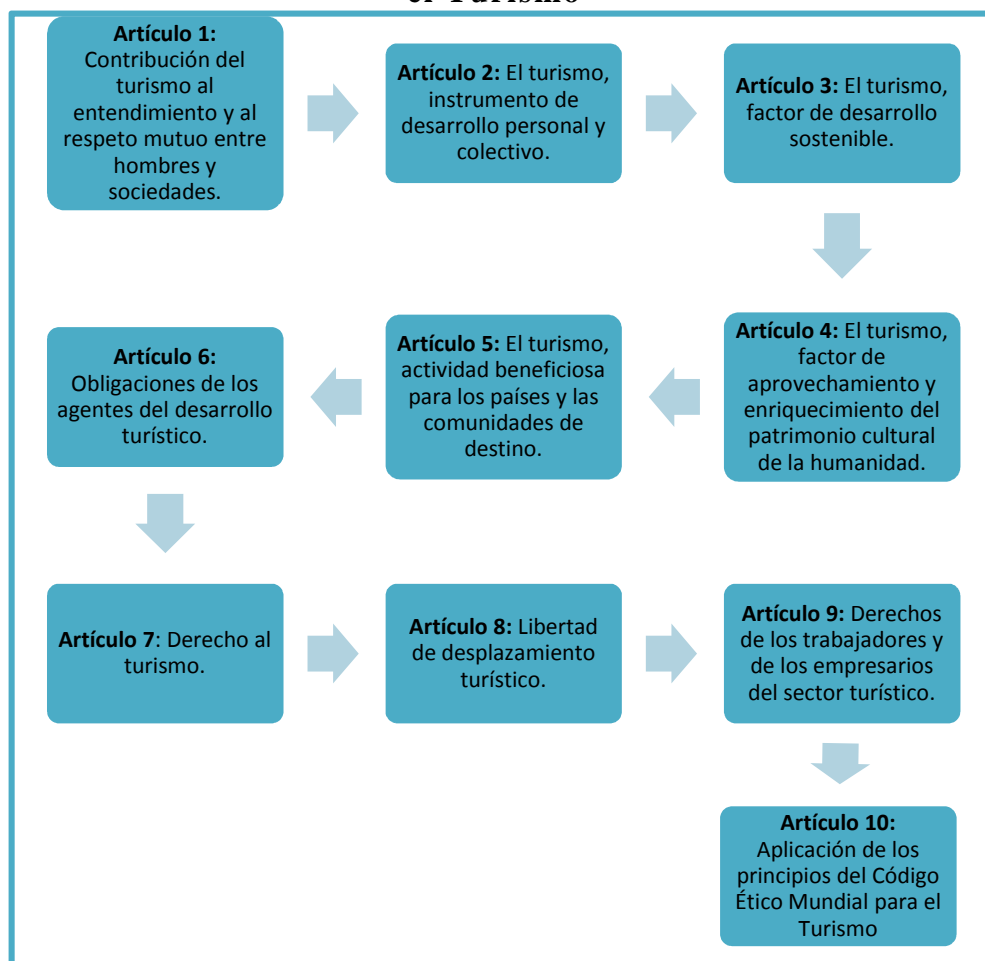 el Turismo
Artículo 1:
Contribución del
turismo al
entendimiento y al
respeto mutuo entre
hombres y
sociedades.
Artículo 2: El turismo,
instrumento de
desarrollo personal y
colectivo.
Artículo 3: El turismo,
factor de desarrollo
sostenible.
Artículo 4: El turismo,
factor de
aprovechamiento y
enriquecimiento del
patrimonio cultural
de la humanidad.
Artículo 5: El turismo,
actividad beneficiosa
para los países y las
comunidades de
destino.
Artículo 6:
Obligaciones de los
agentes del desarrollo
turístico.
Artículo 7: Derecho al
turismo.
Artículo 8: Libertad
de desplazamiento
turístico.
Artículo 9: Derechos
de los trabajadores y
de los empresarios
del sector turístico.
Artículo 10:
Aplicación de los
principios del Código
Ético Mundial para el
Turismo